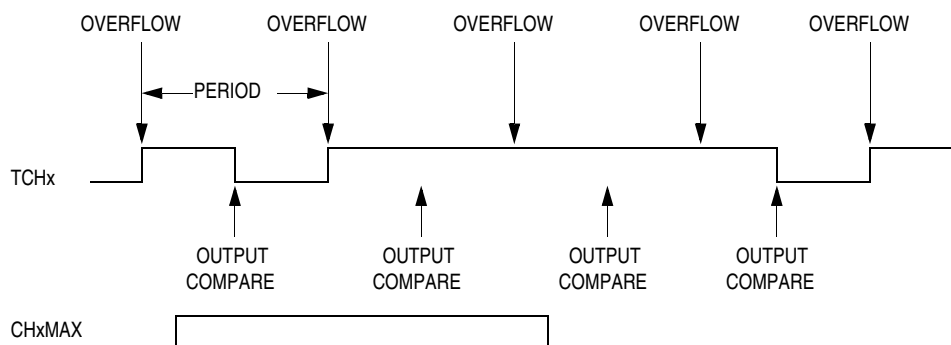 OVERFLOW OVERFLOW OVERFLOW OVERFLOW OVERFLOW
PERIOD
TCHx
OUTPUT OUTPUT OUTPUT OUTPUT
COMPARE COMPARE COMPARE COMPARE
CHxMAX